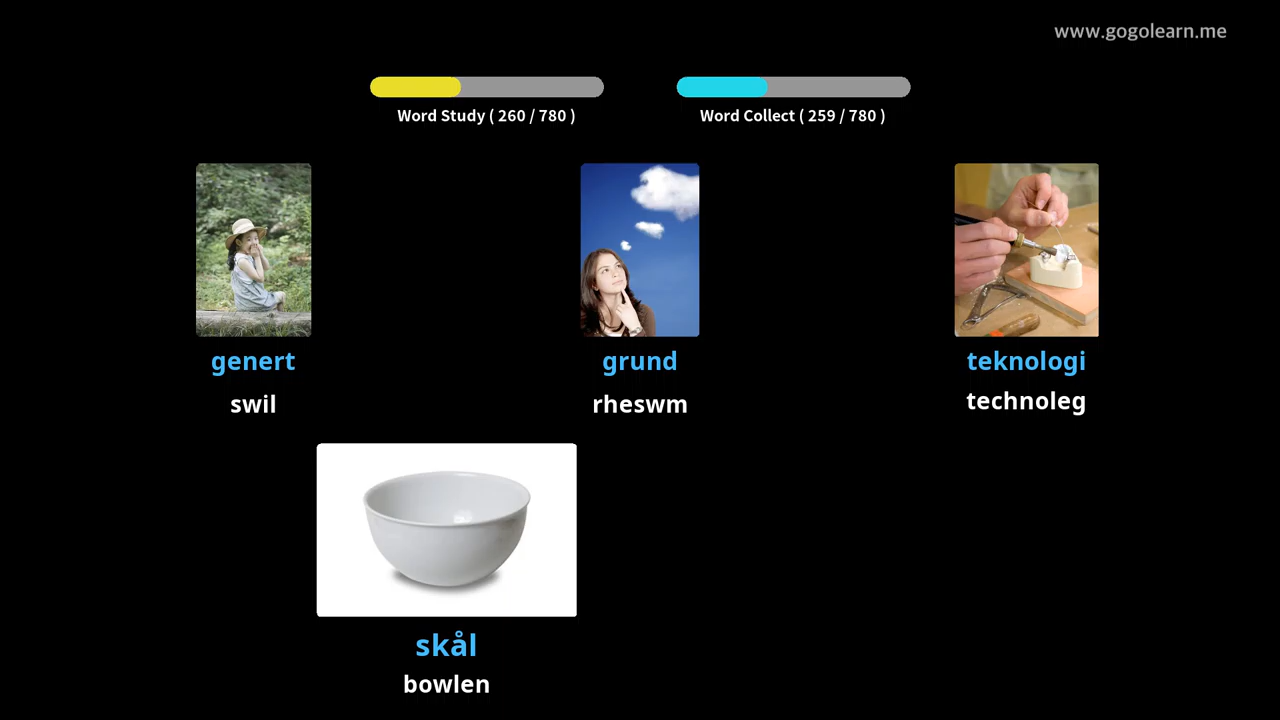 www.gogolearn.me
Word Study ( 260 / 780 )
Word Collect ( 259 / 780 )
genert
grund
teknologi
swil
rheswm
technoleg
skål
bowlen